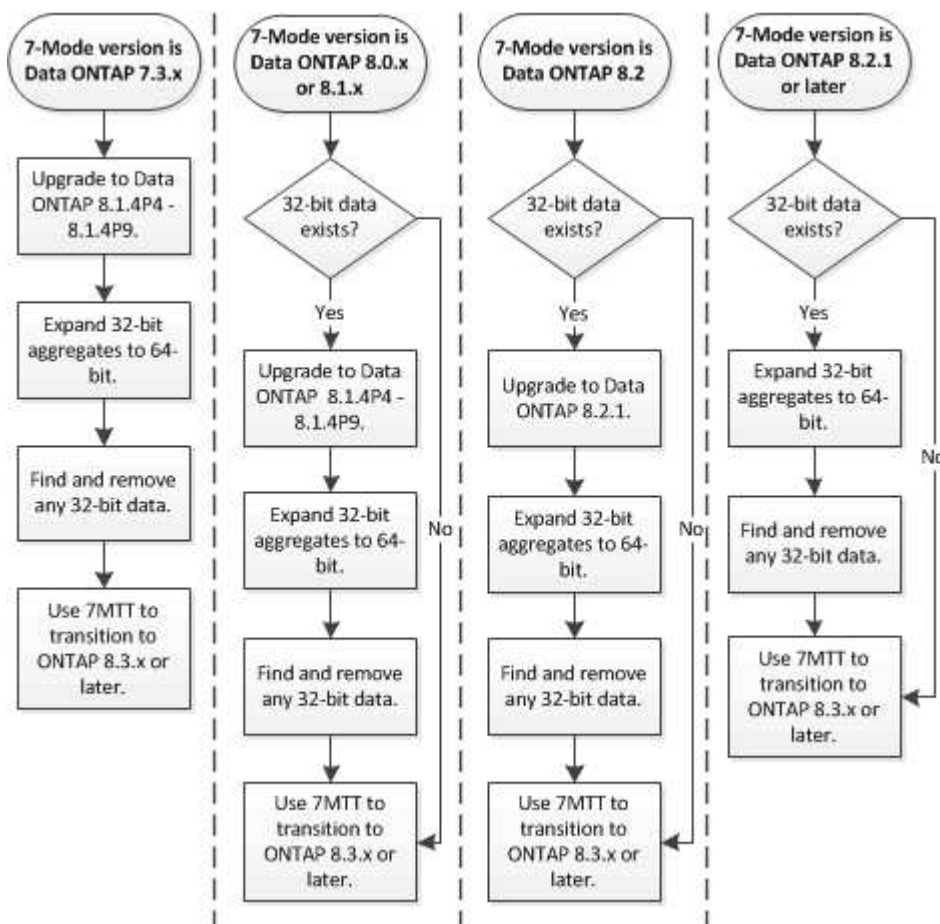 7-Mode version is
Data ONTAP 7.3.x
Upgrade to Data
ONTAP 8.1.4P4 -
8.1.4P9.
Expand 32-bit
aggregates to 64-
bit.
Find and remove
any 32-bit data.
Use 7MTT to
transition to
ONTAP 8.3.x or
later.
7-Mode version is
Data ONTAP 8.0.x
or 8.1.x
32-bit data
exists?
Yes
No
Upgrade to Data
ONTAP 8.1.4P4 -
8.1.4P9.
Expand 32-bit
aggregates to 64-
bit.
Find and remove
any 32-bit data.
Use 7MTT to
transition to
ONTAP 8.3.x or
later.
7-Mode version is
Data ONTAP 8.2
32-bit data
exists?
Yes
No
Upgrade to Data
ONTAP 8.2.1.
Expand 32-bit
aggregates to 64-
bit.
Find and remove
any 32-bit data.
Use 7MTT to
transition to
ONTAP 8.3.x or
later.
7-Mode version is
Data ONTAP 8.2.1
or later
32-bit data
exists?
Yes
No
Expand 32-bit
aggregates to 64-
bit.
Find and remove
any 32-bit data.
Use 7MTT to
transition to
ONTAP 8.3.x or
later.